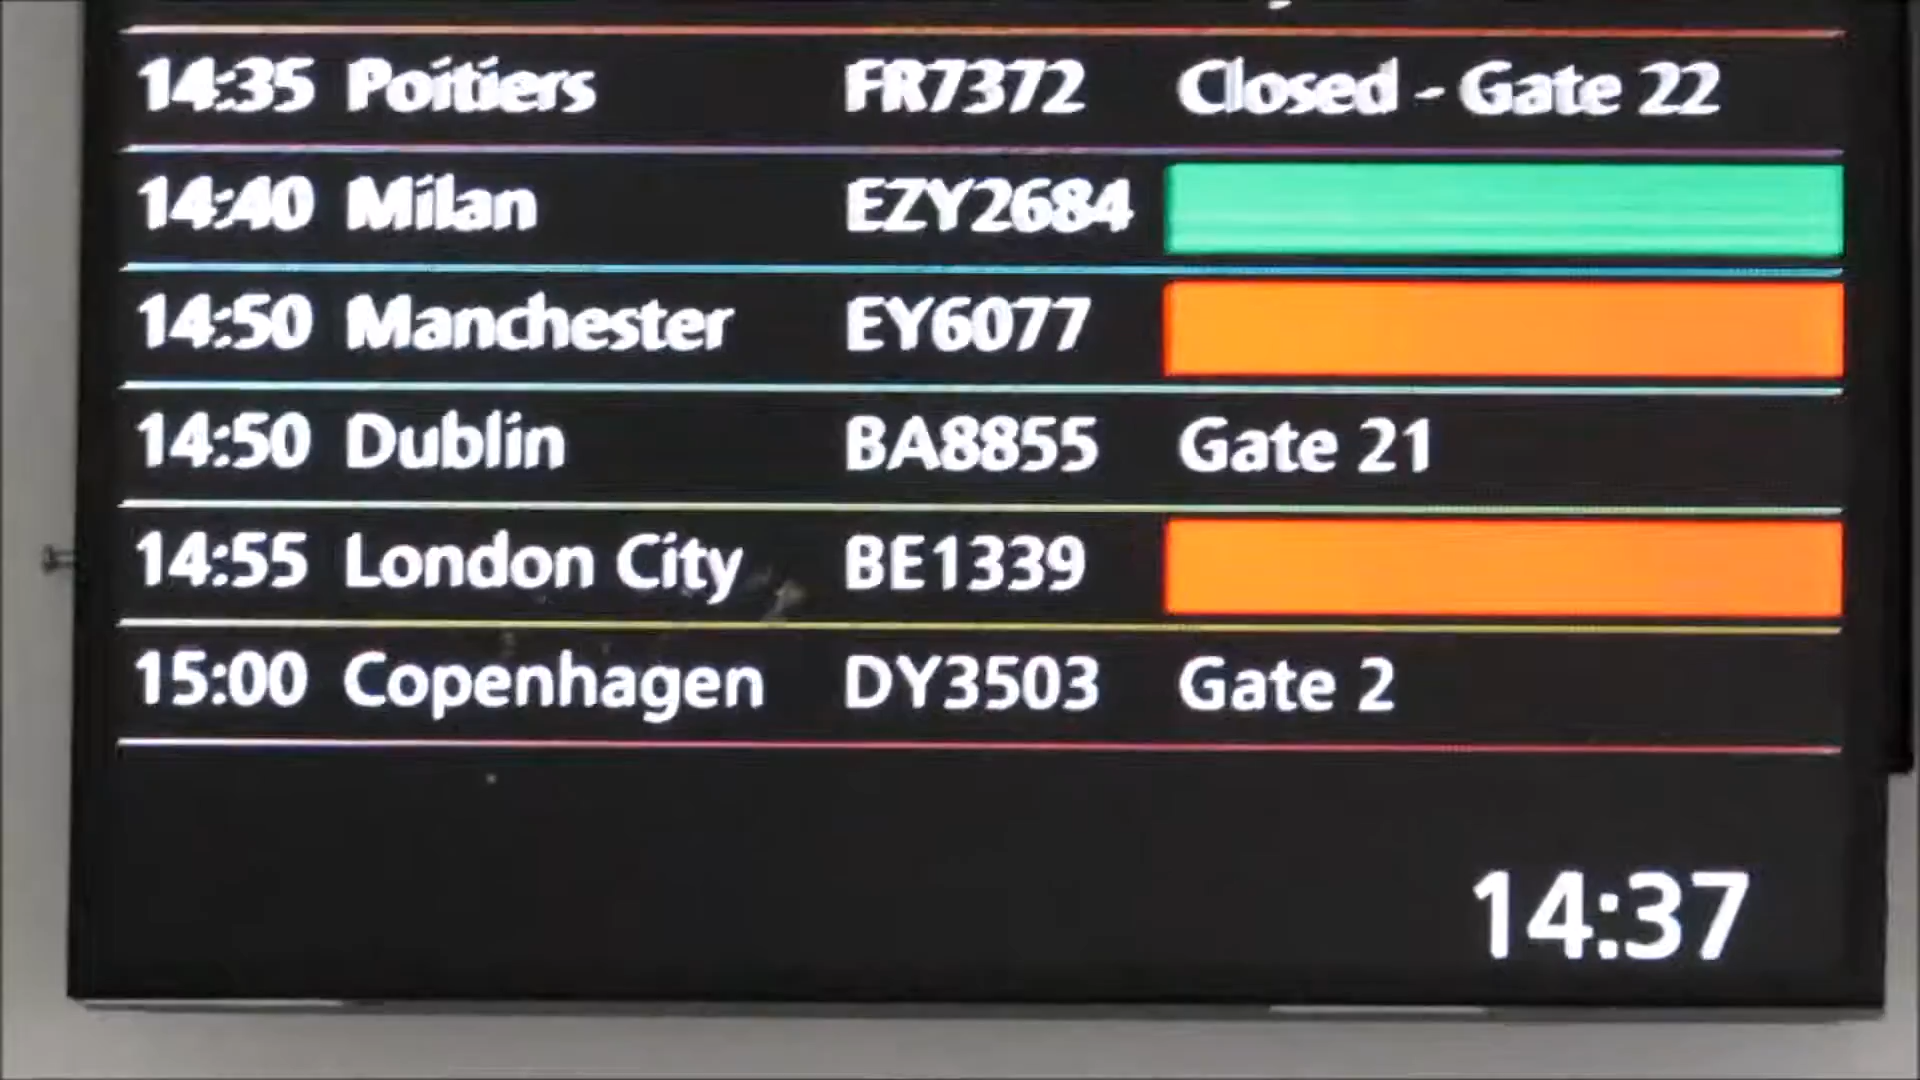 14:35 Poitiers FR7372 Closed - Gate 22
14:40 Milan EZY2684
14:50 Manchester EY6077
14:50 Dublin BA8855 Gate 21
14:55 London City BE1339
15:00 Copenhagen DY3503 Gate 2
14:37